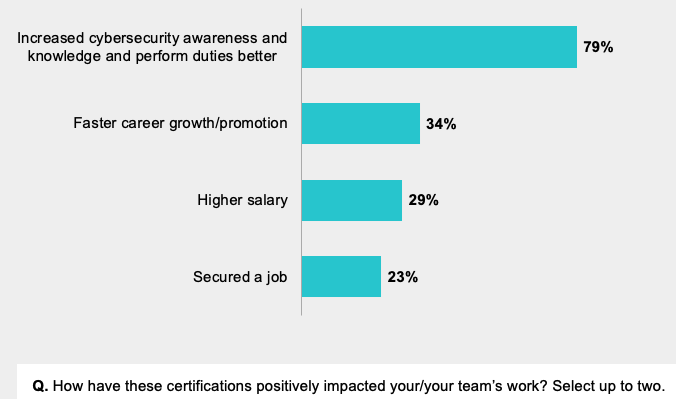 Increased cybersecurity awareness and
knowledge and perform duties better
79%
Faster career growth/promotion
34%
Higher salary
29%
Secured a job
23%
Q. How have these certifications positively impacted your/your team's work? Select up to two.